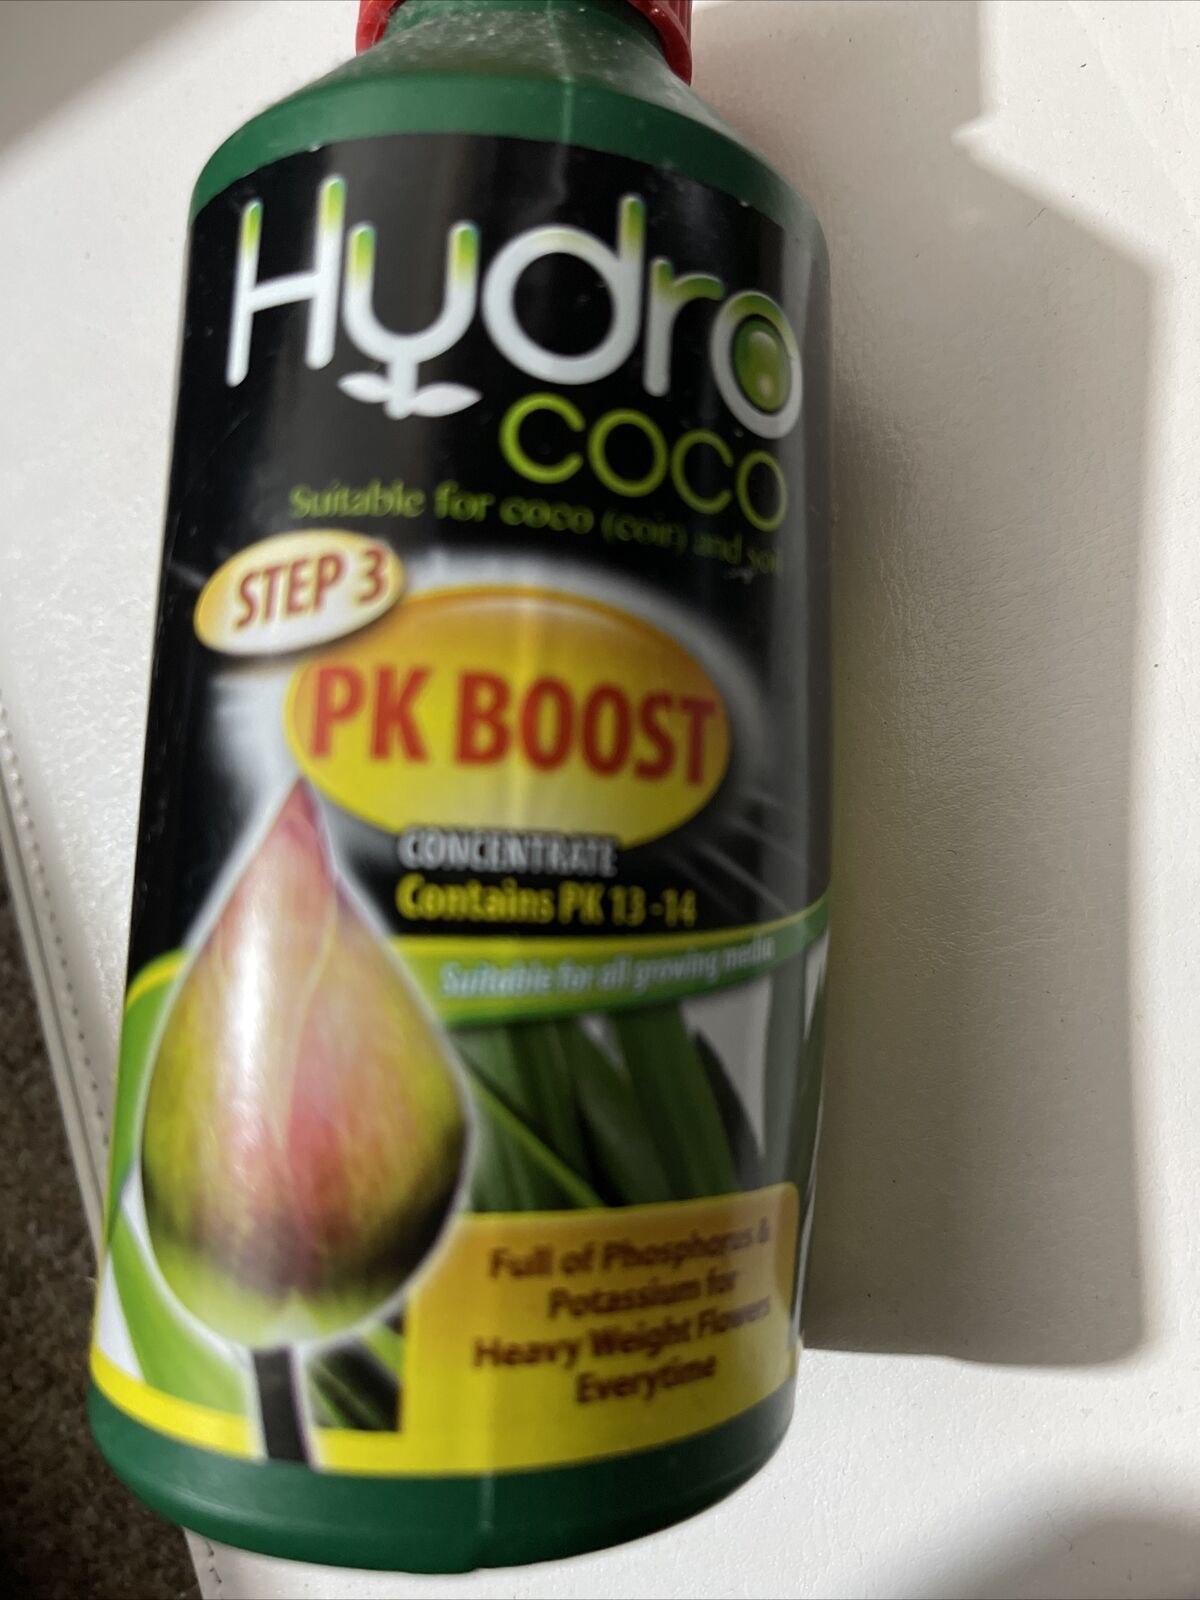 Hydro
coco
Suitable for coco (coir) and soil
STEP 3
PK BOOST
CONCENTRATE
Contains PK 13-14
Suitable for all growing media
Full of Phosphorus &
Potassium for
Heavy Weight Flowers
Everytime